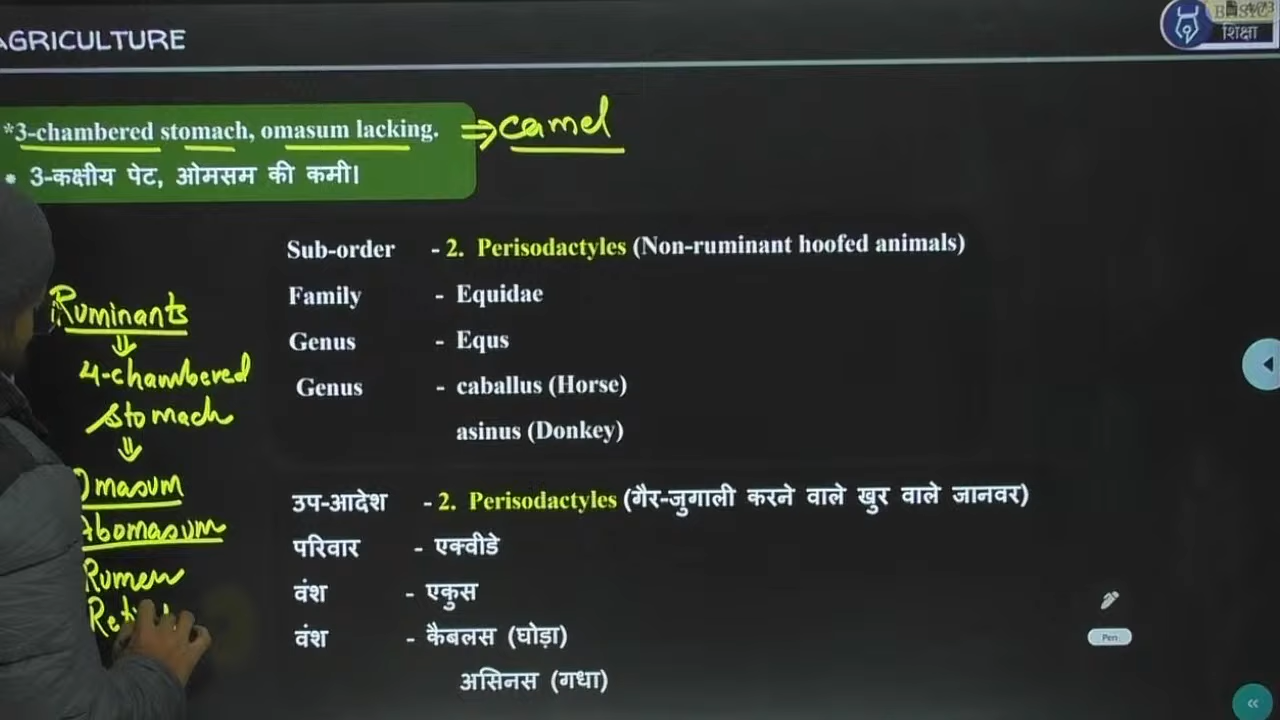 AGRICULTURE
शिक्षा
*3-chambered stomach, omasum lacking. ⇒ camel
* 3-कक्षीय पेट, ओमसम की कमी।
Sub-order - 2. Perisodactyles (Non-ruminant hoofed animals)
Family - Equidae
Genus - Equs
Genus - caballus (Horse)
asinus (Donkey)
Ruminants
⇓
4-chambered
stomach
⇓
Omasum
Abomasum
Rumen
उप-आदेश - 2. Perisodactyles (गैर-जुगाली करने वाले खुर वाले जानवर)
परिवार - एक्वीडे
वंश - एकुस
वंश - कैबलस (घोड़ा)
असिनस (गधा)
Pen